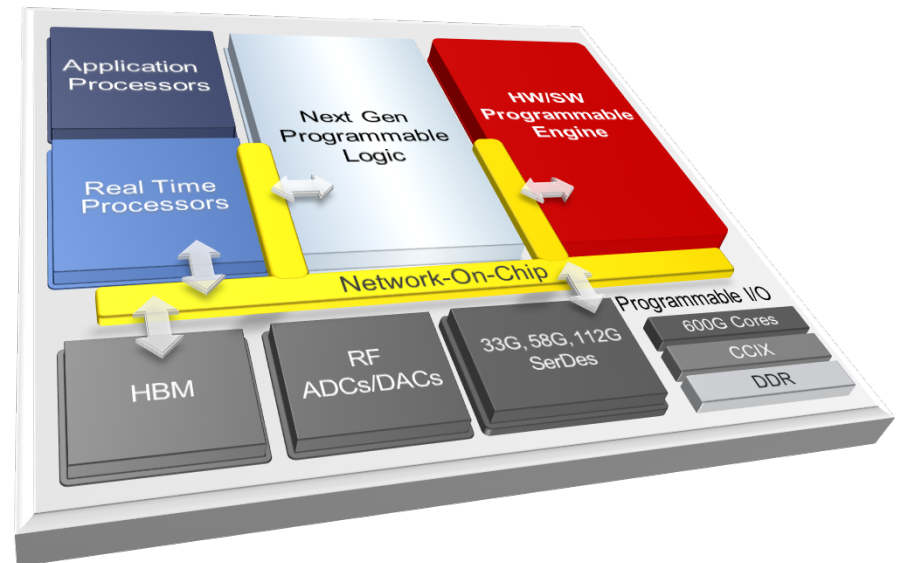 Application
Processors
Next Gen
Programmable
Logic
HW/SW
Programmable
Engine
Real Time
Processors
Network-On-Chip
Programmable I/O
600G Cores
CCIX
DDR
HBM
RF
ADCs/DACs
33G, 58G, 112G
SerDes